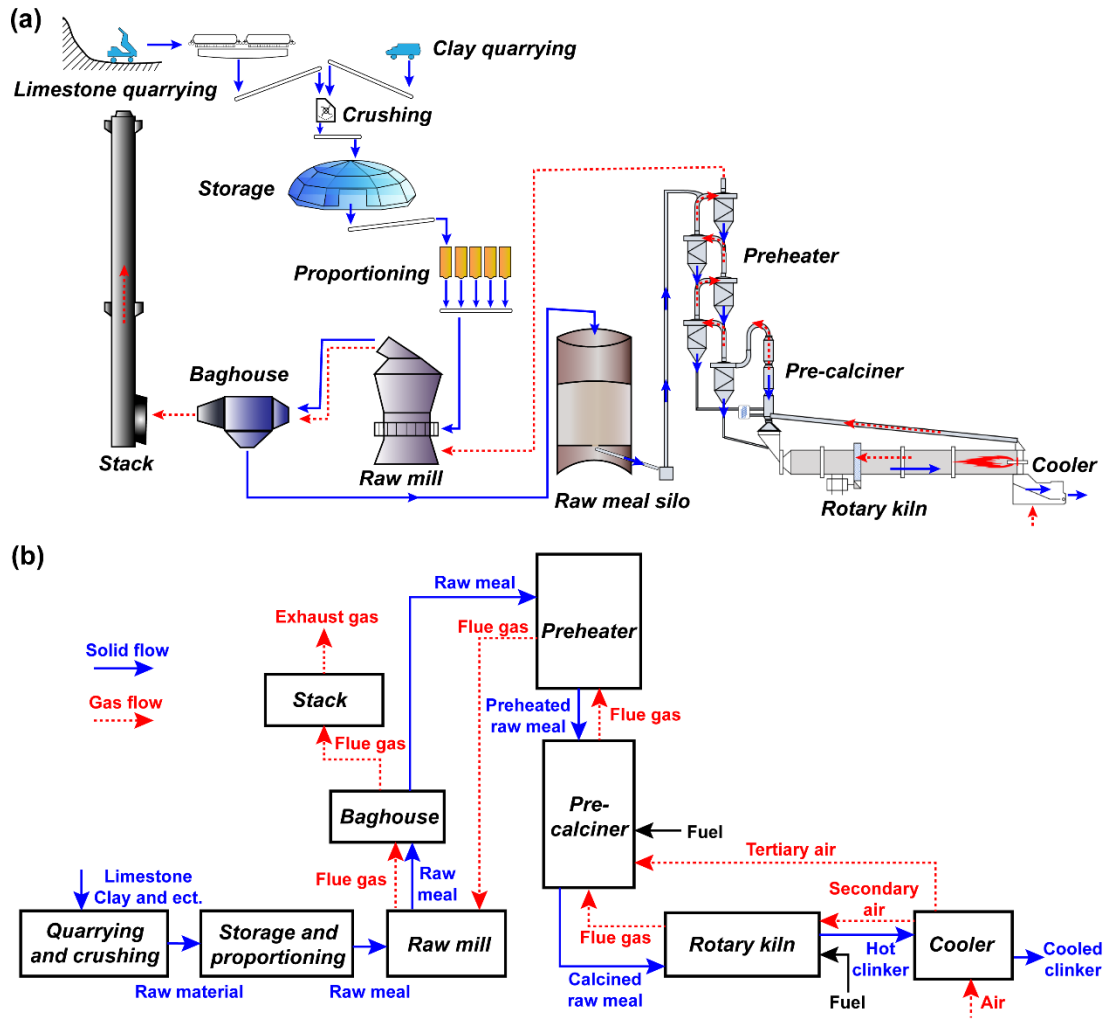 (a)
Limestone quarrying
Clay quarrying
Crushing
Storage
Proportioning
Preheater
Pre-calciner
Baghouse
Stack
Raw mill
Raw meal silo
Rotary kiln
Cooler
(b)
Solid flow
Gas flow
Exhaust gas
Stack
Flue gas
Raw meal
Flue gas
Preheater
Preheated
raw meal
Flue gas
Baghouse
Pre-
calciner
Fuel
Tertiary air
Limestone
Clay and ect.
Flue gas
Raw
meal
Secondary
air
Quarrying
and crushing
Storage and
proportioning
Raw mill
Flue gas
Rotary kiln
Hot
clinker
Cooler
Cooled
clinker
Raw material
Raw meal
Calcined
raw meal
Fuel
Air